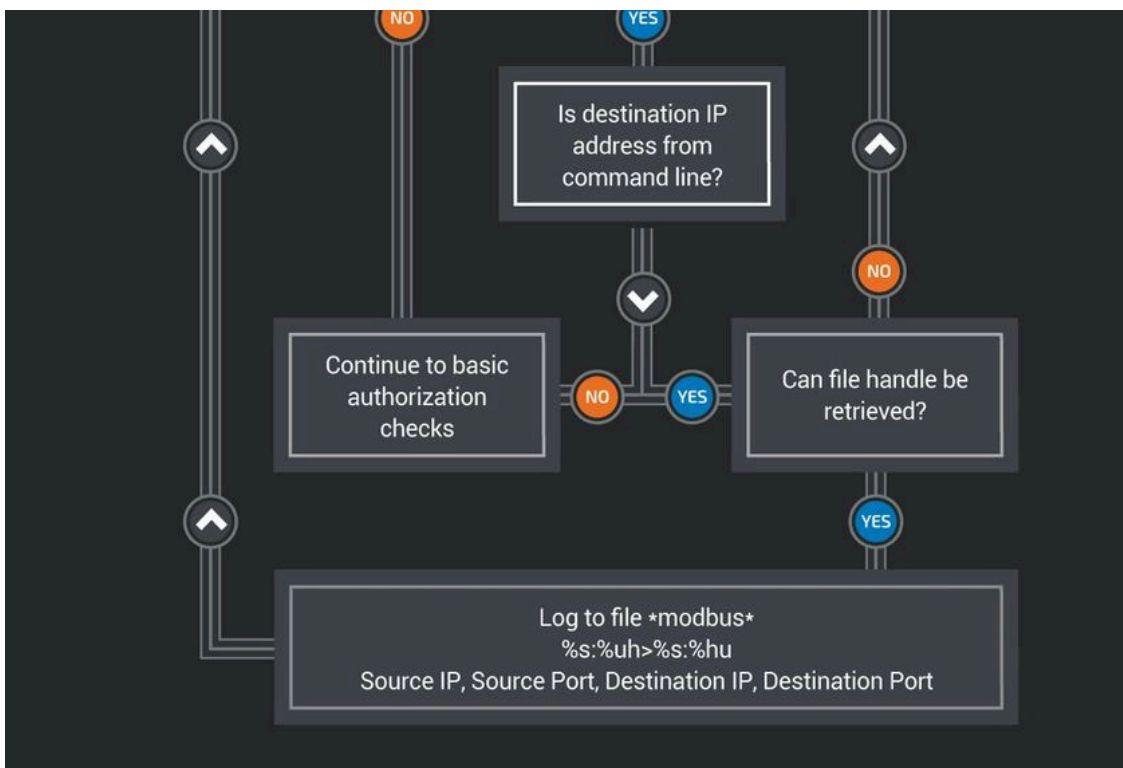 NO
YES
Is destination IP
address from
command line?
NO
Continue to basic
authorization
checks
NO
YES
Can file handle be
retrieved?
YES
Log to file *modbus*
%s:%uh>%s:%hu
Source IP, Source Port, Destination IP, Destination Port